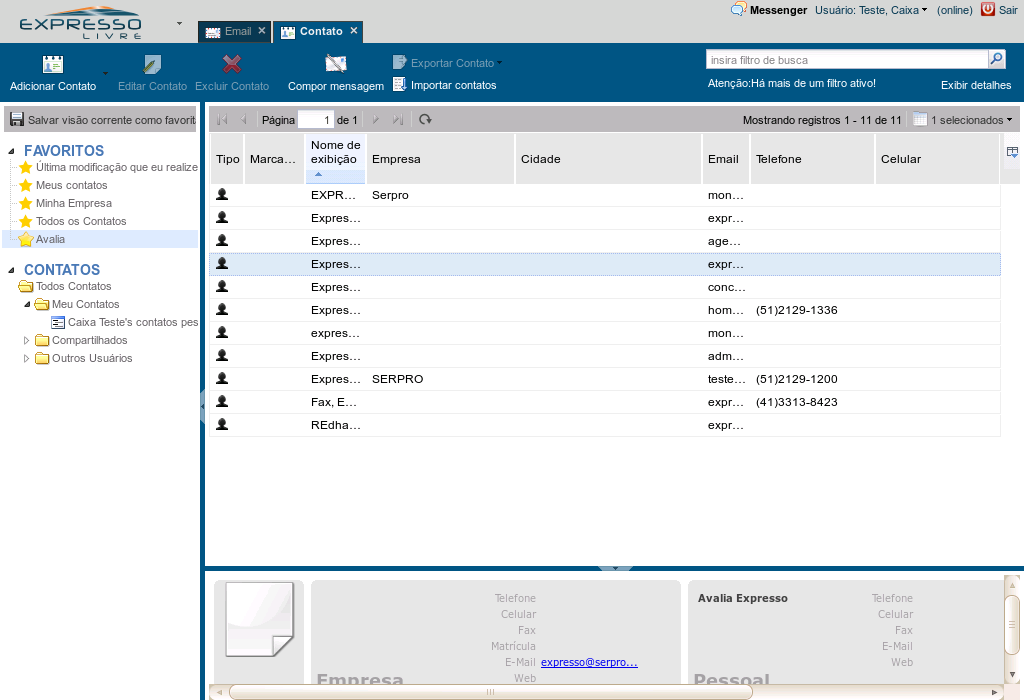 EXPRESSO
LIVRE
Email
Contato
Messenger
Usuário: Teste, Caixa
(online)
Sair
Adicionar Contato
Editar Contato
Excluir Contato
Compor mensagem
Exportar Contato
Importar contatos
insira filtro de busca
Atenção:Há mais de um filtro ativo!
Exibir detalhes
Salvar visão corrente como favorit
FAVORITOS
Última modificação que eu realize
Meus contatos
Minha Empresa
Todos os Contatos
Avalia
CONTATOS
Todos Contatos
Meu Contatos
Caixa Teste's contatos pes
Compartilhados
Outros Usuários
Página 1 de 1
Mostrando registros 1 - 11 de 11
1 selecionados
Tipo Marca... Nome de exibição Empresa Cidade Email Telefone Celular
EXPR... Serpro mon...
Expres... expr...
Expres... age...
Expres... expr...
Expres... conc...
Expres... hom... (51)2129-1336
expres... mon...
Expres... adm...
Expres... SERPRO teste... (51)2129-1200
Fax, E... expr... (41)3313-8423
REdha... expr...
Telefone
Celular
Fax
Matrícula
E-Mail expresso@serpro...
Web
Empresa
Avalia Expresso
Telefone
Celular
Fax
E-Mail
Web
Pessoal